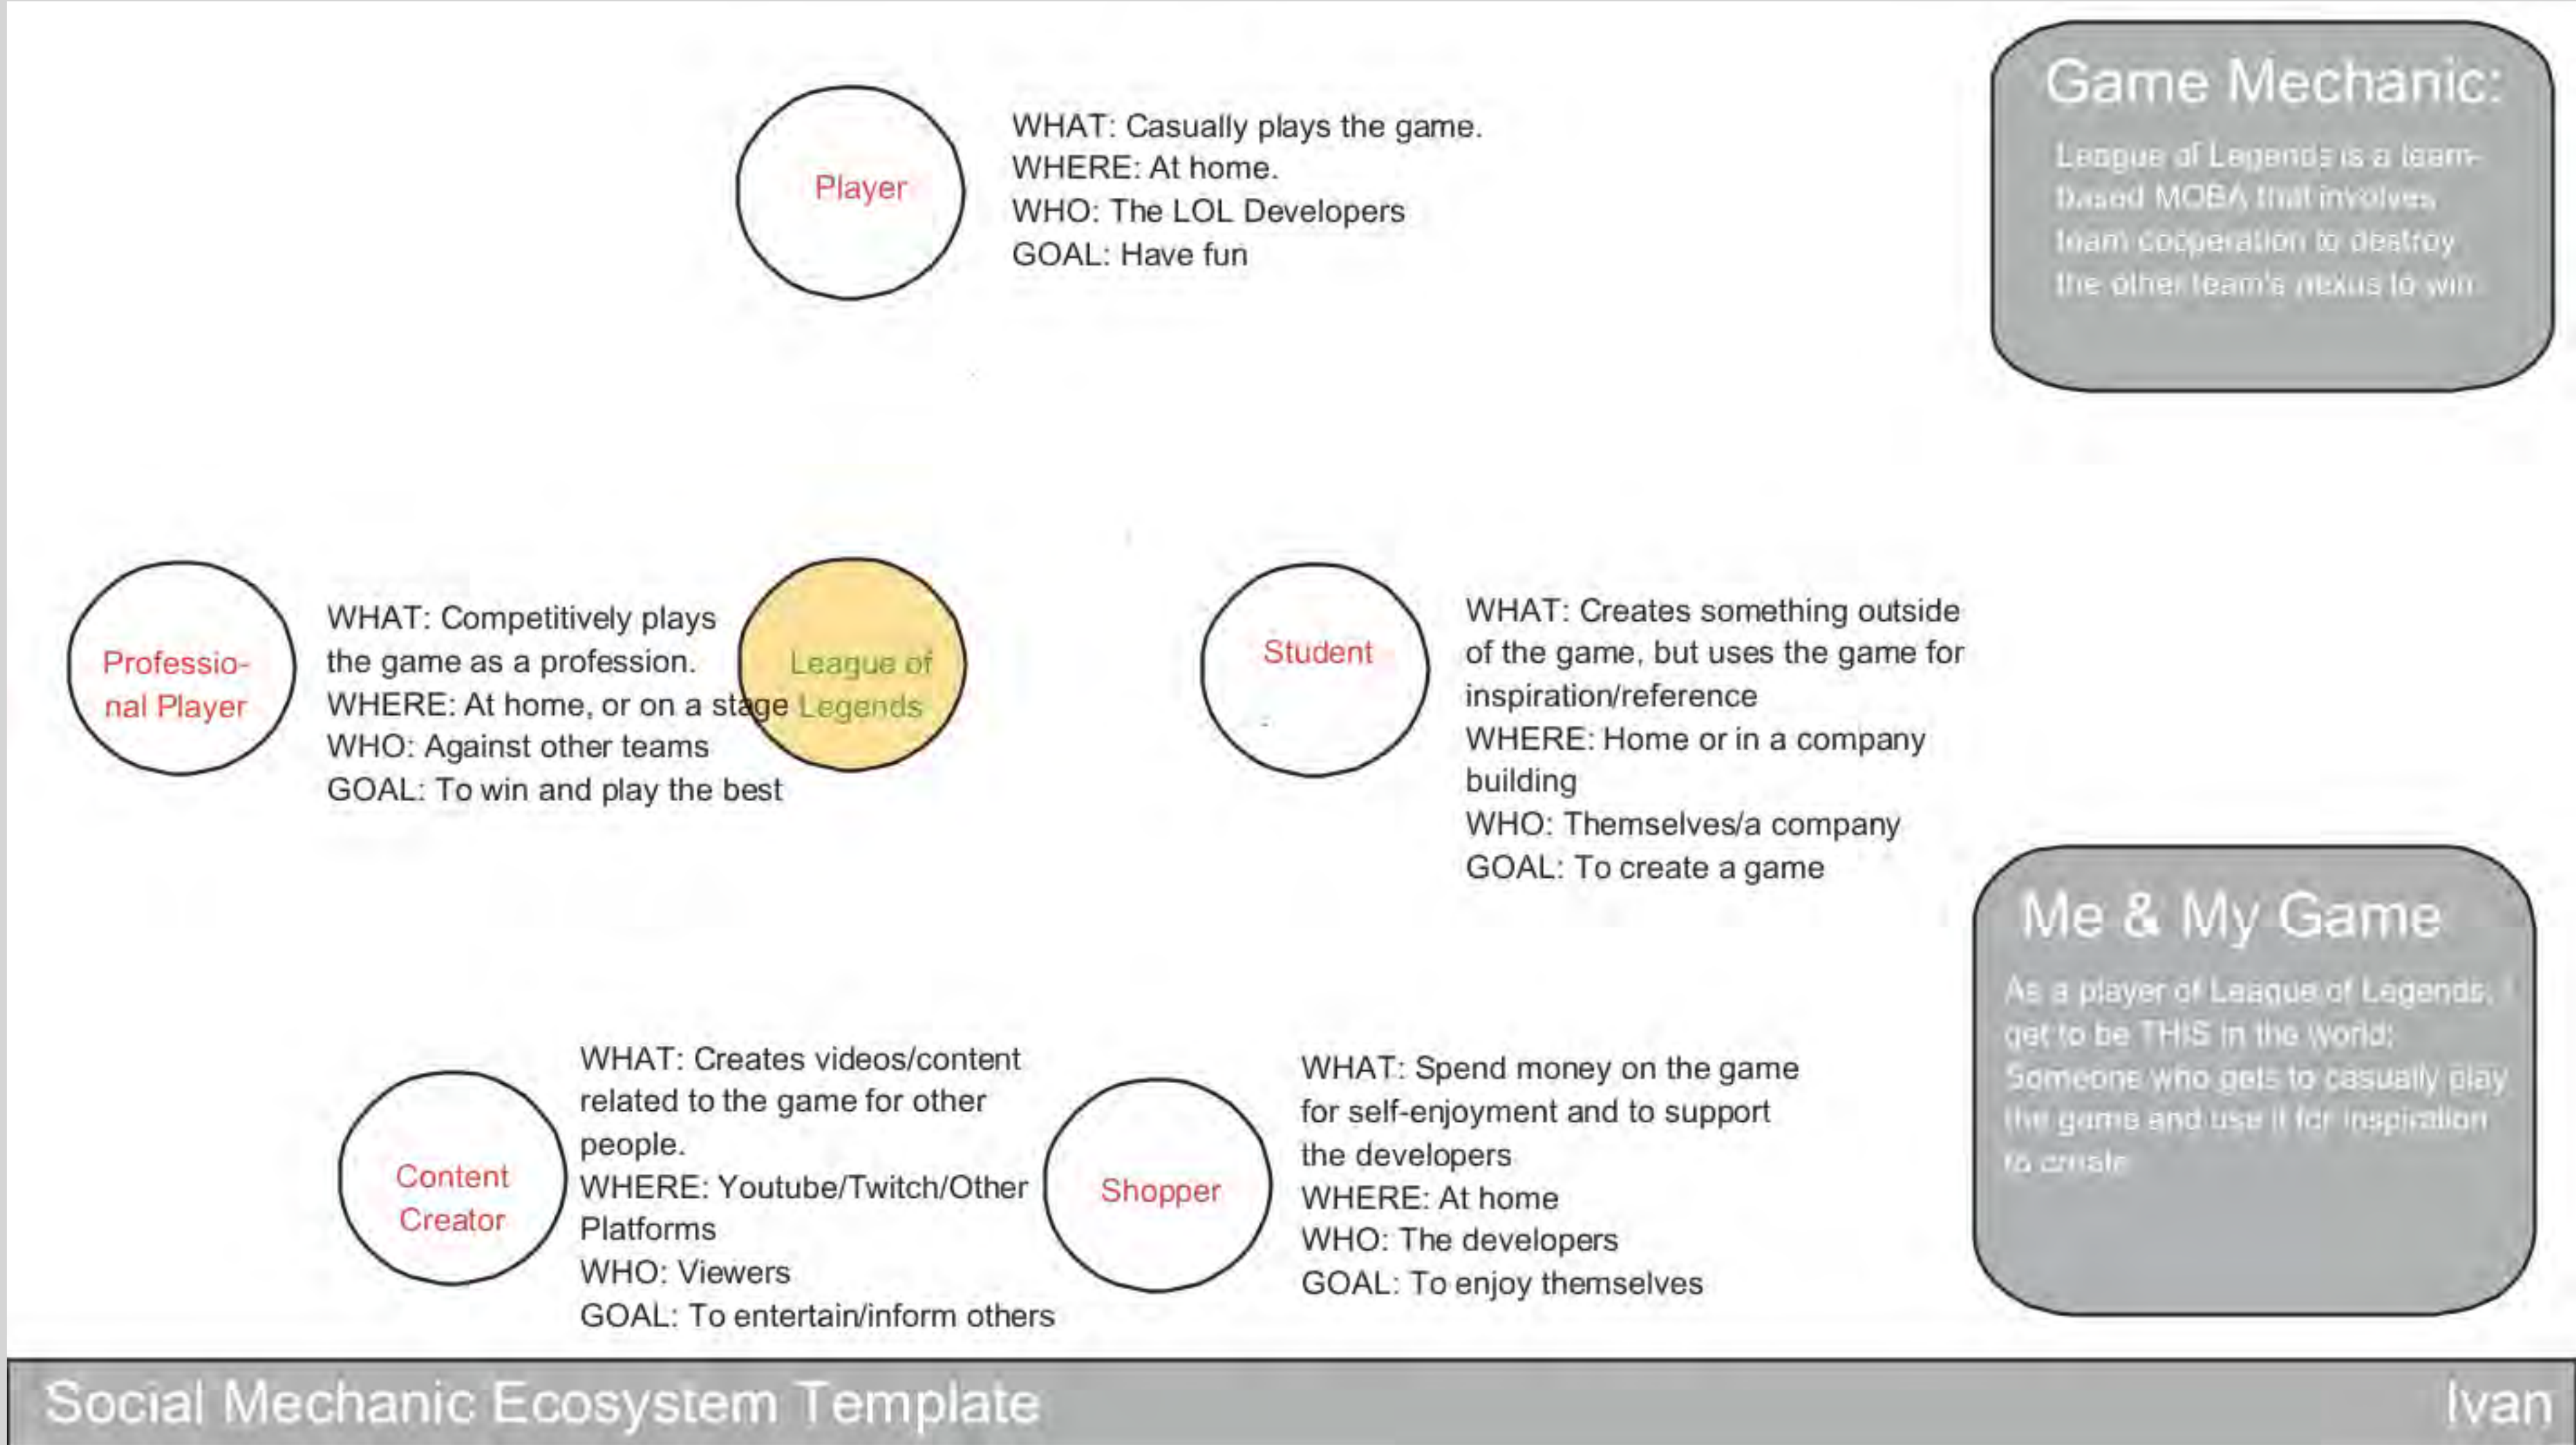 Game Mechanic:
League of Legends is a team-
based MOBA that involves
team cooperation to destroy
the other team's nexus to win
Player
WHAT: Casually plays the game.
WHERE: At home.
WHO: The LOL Developers
GOAL: Have fun
Professio-
nal Player
WHAT: Competitively plays
the game as a profession.
WHERE: At home, or on a stage
WHO: Against other teams
GOAL: To win and play the best
League of
Legends
Student
WHAT: Creates something outside
of the game, but uses the game for
inspiration/reference
WHERE: Home or in a company
building
WHO: Themselves/a company
GOAL: To create a game
Me & My Game
As a player of League of Legends, I
get to be THIS in the world:
Someone who gets to casually play
the game and use it for inspiration
to create
Content
Creator
WHAT: Creates videos/content
related to the game for other
people.
WHERE: Youtube/Twitch/Other
Platforms
WHO: Viewers
GOAL: To entertain/inform others
Shopper
WHAT: Spend money on the game
for self-enjoyment and to support
the developers
WHERE: At home
WHO: The developers
GOAL: To enjoy themselves
Social Mechanic Ecosystem Template
Ivan